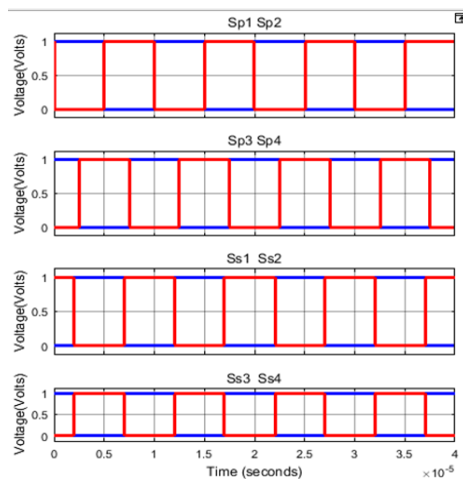 Sp1 Sp2
Voltage(Volts)
1
0.5
0
Sp3 Sp4
Voltage(Volts)
1
0.5
0
Ss1 Ss2
Voltage(Volts)
1
0.5
0
Ss3 Ss4
Voltage(Volts)
1
0.5
0
0 0.5 1 1.5 2 2.5 3 3.5 4
Time (seconds)
×10^-5